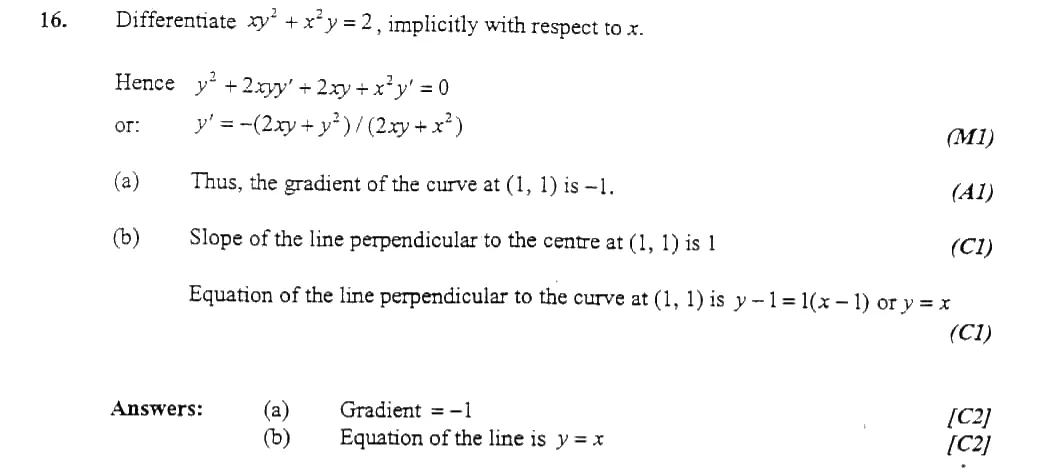 16. Differentiate xy² + x²y = 2, implicitly with respect to x.
Hence y² + 2xyy′ + 2xy + x²y′ = 0
or: y′ = −(2xy + y²) / (2xy + x²)
(M1)
(a) Thus, the gradient of the curve at (1, 1) is −1.
(A1)
(b) Slope of the line perpendicular to the centre at (1, 1) is 1
(C1)
Equation of the line perpendicular to the curve at (1, 1) is y − 1 = 1(x − 1) or y = x
(C1)
Answers: (a) Gradient = −1 [C2]
(b) Equation of the line is y = x [C2]